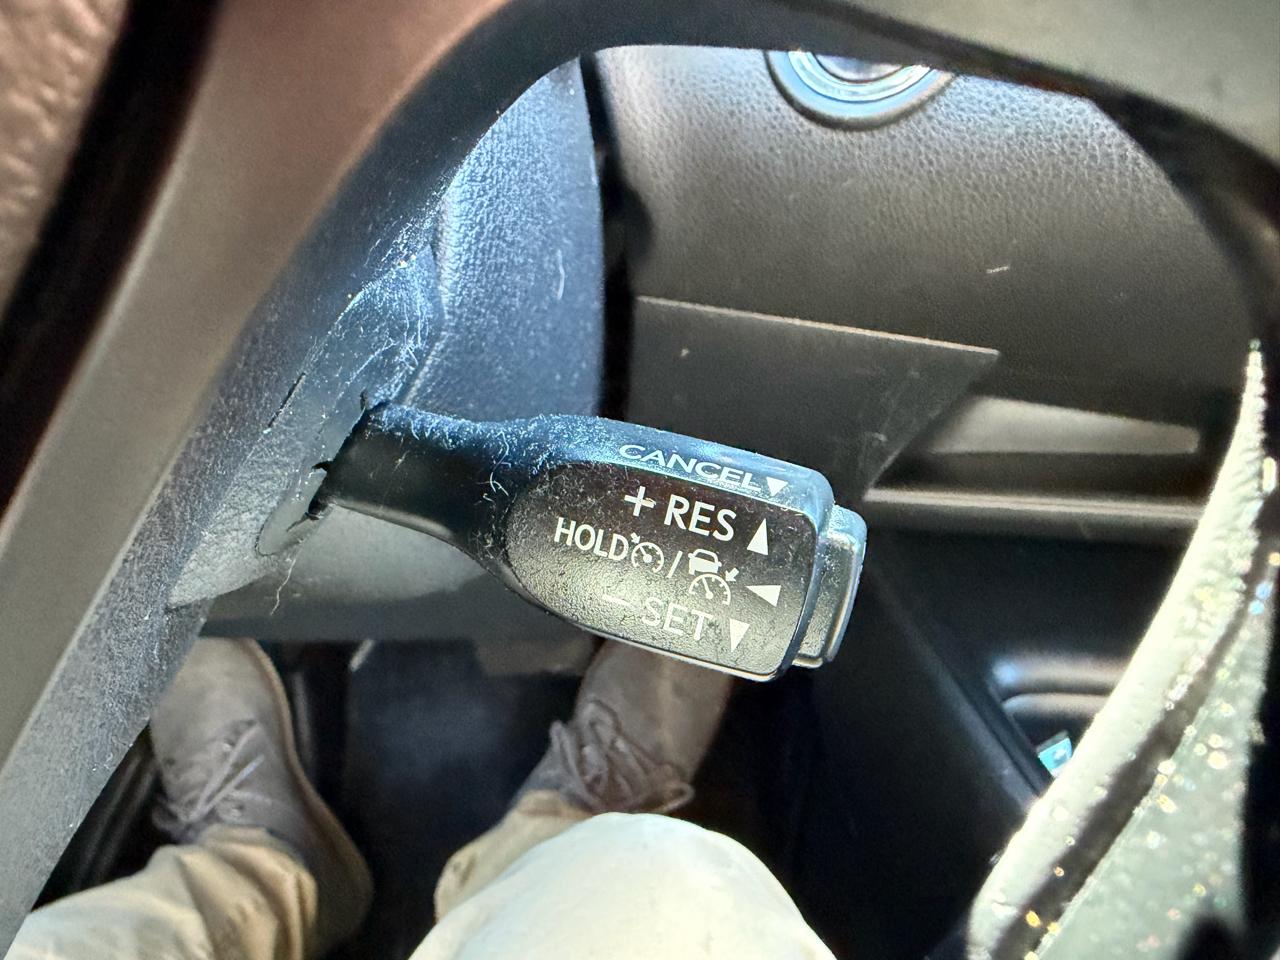 CANCEL▼
+ RES ▲
HOLD / ◀
− SET ▼